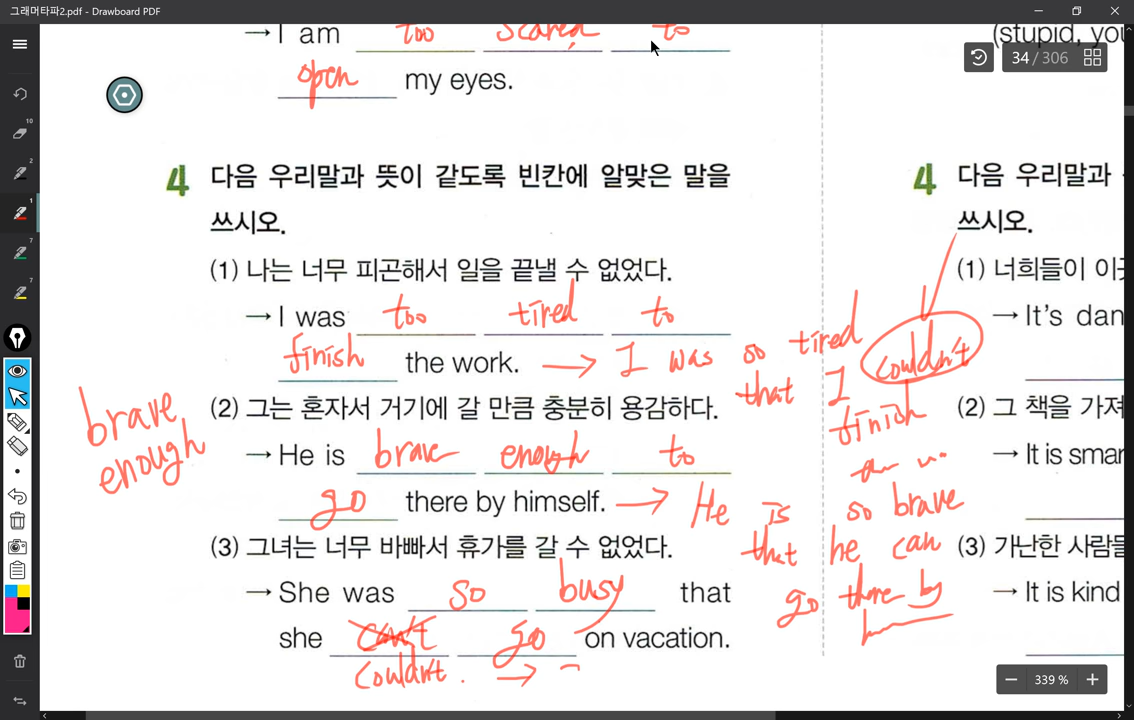 그래머타파2.pdf - Drawboard PDF
→ I am too scared to
open my eyes.
(stupid, you
34 / 306
4 다음 우리말과 뜻이 같도록 빈칸에 알맞은 말을
쓰시오.
(1) 나는 너무 피곤해서 일을 끝낼 수 없었다.
→ I was too tired to
finish the work. → I was so tired
that I couldn't
finish
(2) 그는 혼자서 거기에 갈 만큼 충분히 용감하다.
brave
enough
→ He is brave enough to
go there by himself. → He is so brave
that he can
go there by
(3) 그녀는 너무 바빠서 휴가를 갈 수 없었다.
→ She was so busy that
she can't go on vacation.
couldn't. →
4 다음 우리말과
쓰시오.
(1) 너희들이 이곳
→ It's dan
(2) 그 책을 가져
→ It is smar
(3) 가난한 사람들
→ It is kind
10
2
1
7
7
339 %